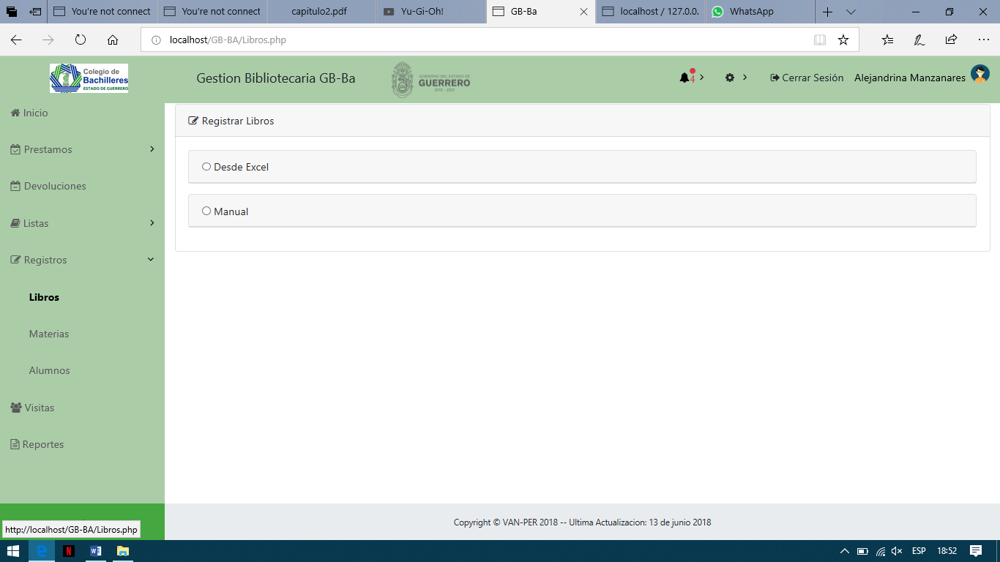 You're not connect
You're not connect
capitulo2.pdf
Yu-Gi-Oh!
GB-Ba
localhost / 127.0.0.
WhatsApp
localhost/GB-BA/Libros.php
Colegio de
Bachilleres
ESTADO DE GUERRERO
Gestion Bibliotecaria GB-Ba
GOBIERNO DEL ESTADO DE
GUERRERO
2015 - 2021
4
Cerrar Sesión
Alejandrina Manzanares
Inicio
Prestamos
Devoluciones
Listas
Registros
Libros
Materias
Alumnos
Visitas
Reportes
Registrar Libros
Desde Excel
Manual
Copyright © VAN-PER 2018 -- Ultima Actualizacion: 13 de junio 2018
http://localhost/GB-BA/Libros.php
N
W
ESP
18:52